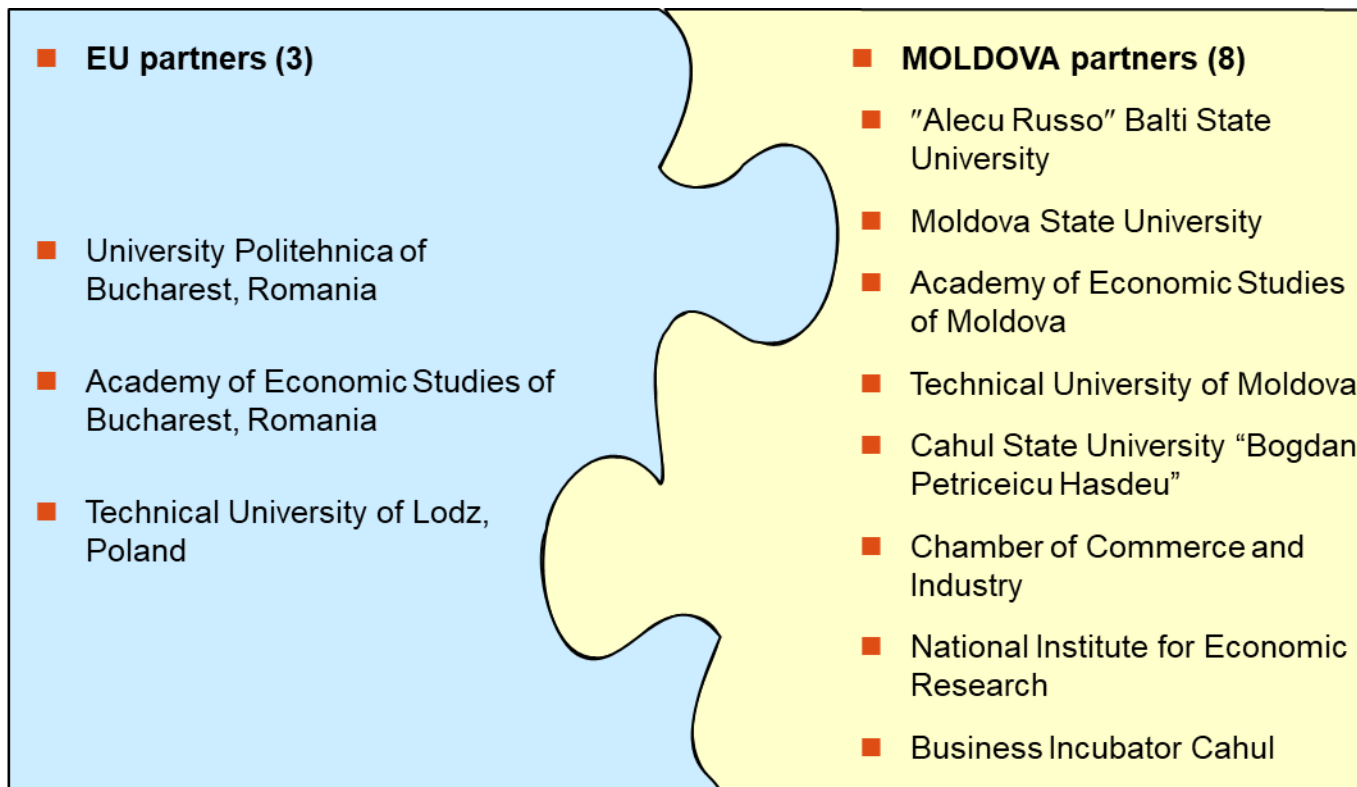 EU partners (3)
University Politehnica of
Bucharest, Romania
Academy of Economic Studies of
Bucharest, Romania
Technical University of Lodz,
Poland
MOLDOVA partners (8)
″Alecu Russo″ Balti State
University
Moldova State University
Academy of Economic Studies
of Moldova
Technical University of Moldova
Cahul State University “Bogdan
Petriceicu Hasdeu”
Chamber of Commerce and
Industry
National Institute for Economic
Research
Business Incubator Cahul